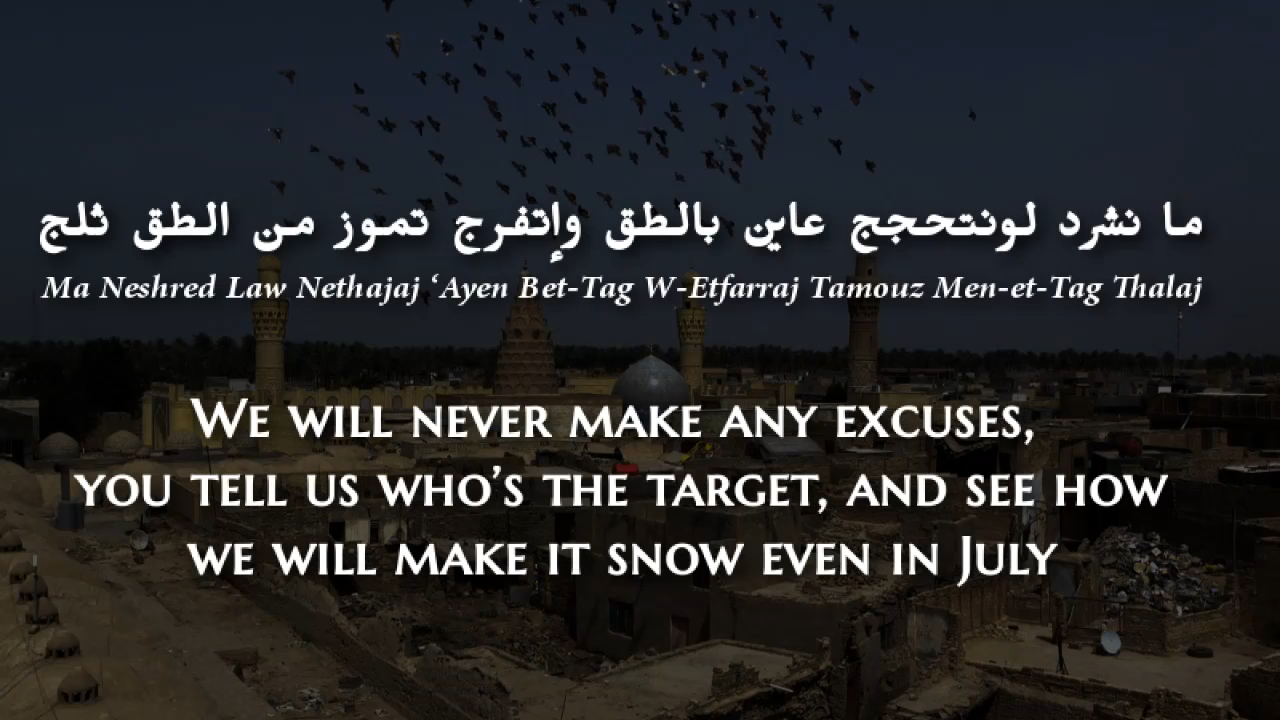 ما نشرد لونتحجج عاين بالطق وإتفرج تموز من الطق ثلج
Ma Neshred Law Nethajaj ‘Ayen Bet-Tag W-Etfarraj Tamouz Men-et-Tag Thalaj
We will never make any excuses,
you tell us who’s the target, and see how
we will make it snow even in July